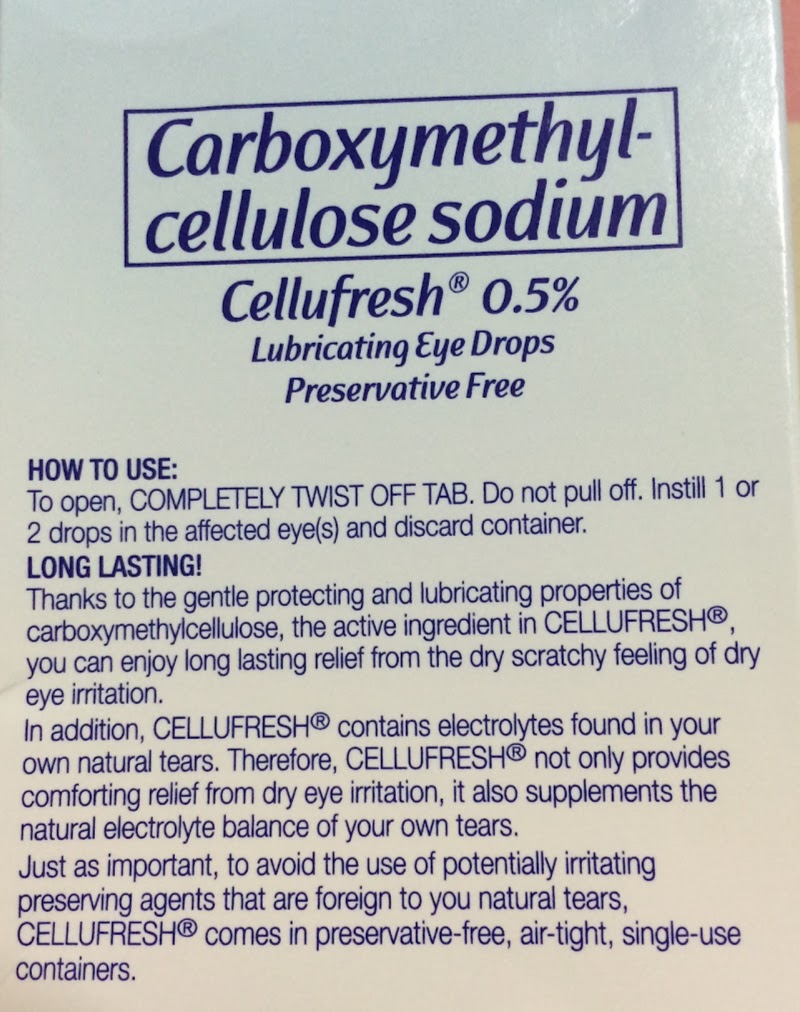 Carboxymethyl-
cellulose sodium
Cellufresh® 0.5%
Lubricating Eye Drops
Preservative Free
HOW TO USE:
To open, COMPLETELY TWIST OFF TAB. Do not pull off. Instill 1 or
2 drops in the affected eye(s) and discard container.
LONG LASTING!
Thanks to the gentle protecting and lubricating properties of
carboxymethylcellulose, the active ingredient in CELLUFRESH®,
you can enjoy long lasting relief from the dry scratchy feeling of dry
eye irritation.
In addition, CELLUFRESH® contains electrolytes found in your
own natural tears. Therefore, CELLUFRESH® not only provides
comforting relief from dry eye irritation, it also supplements the
natural electrolyte balance of your own tears.
Just as important, to avoid the use of potentially irritating
preserving agents that are foreign to you natural tears,
CELLUFRESH® comes in preservative-free, air-tight, single-use
containers.